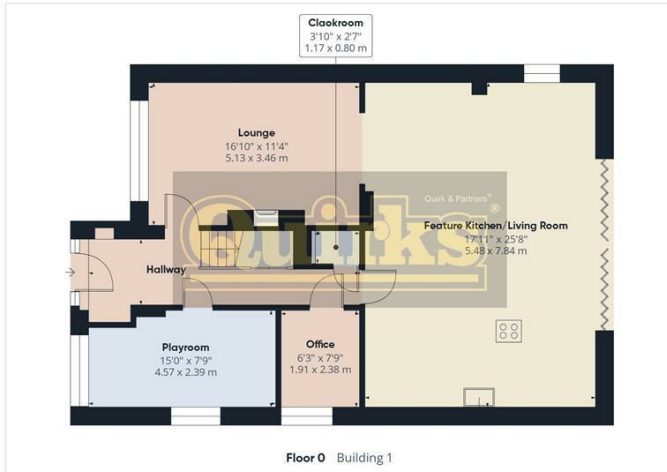 Claokroom
3'10" x 2'7"
1.17 x 0.80 m
Lounge
16'10" x 11'4"
5.13 x 3.46 m
Quirk & Partners
Quirks®
Feature Kitchen/Living Room
17'11" x 25'8"
5.48 x 7.84 m
Hallway
Playroom
15'0" x 7'9"
4.57 x 2.39 m
Office
6'3" x 7'9"
1.91 x 2.38 m
Floor 0 Building 1